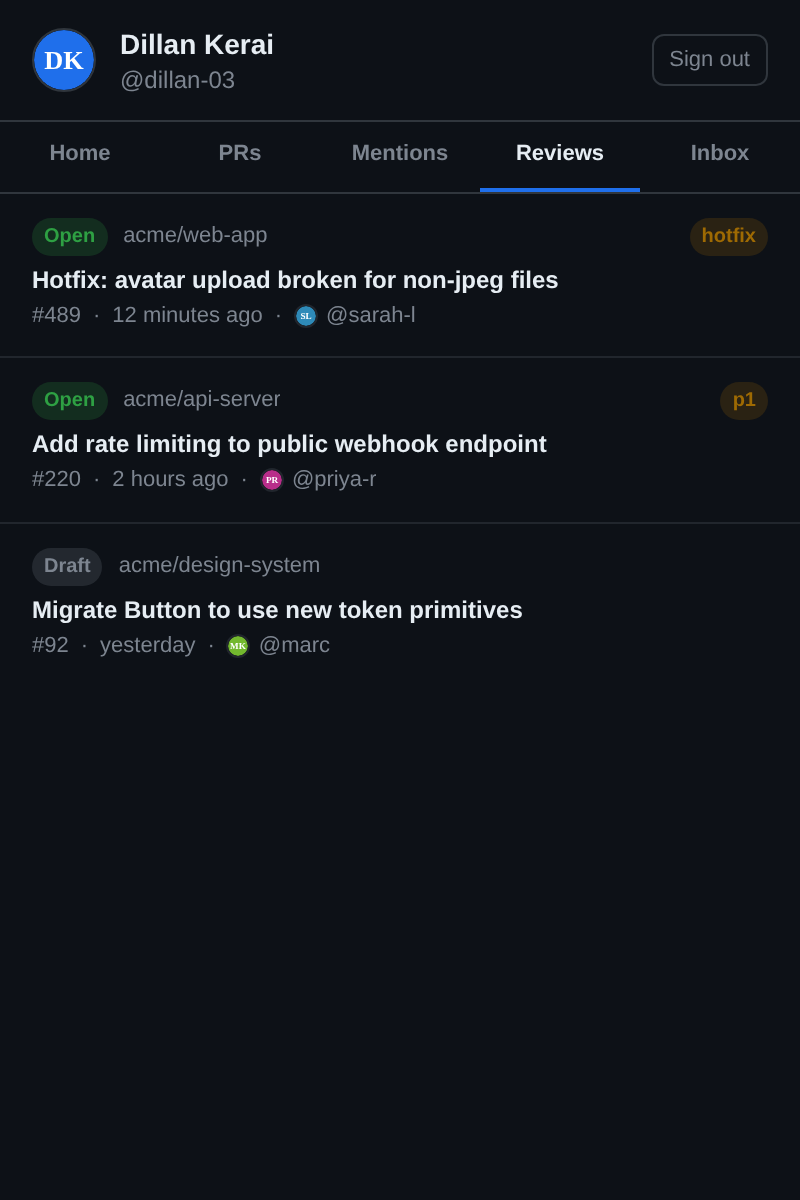 DK
Dillan Kerai
@dillan-03
Sign out
Home PRs Mentions Reviews Inbox
Open acme/web-app hotfix
Hotfix: avatar upload broken for non-jpeg files
#489 · 12 minutes ago · SL @sarah-l
Open acme/api-server p1
Add rate limiting to public webhook endpoint
#220 · 2 hours ago · PR @priya-r
Draft acme/design-system
Migrate Button to use new token primitives
#92 · yesterday · MK @marc